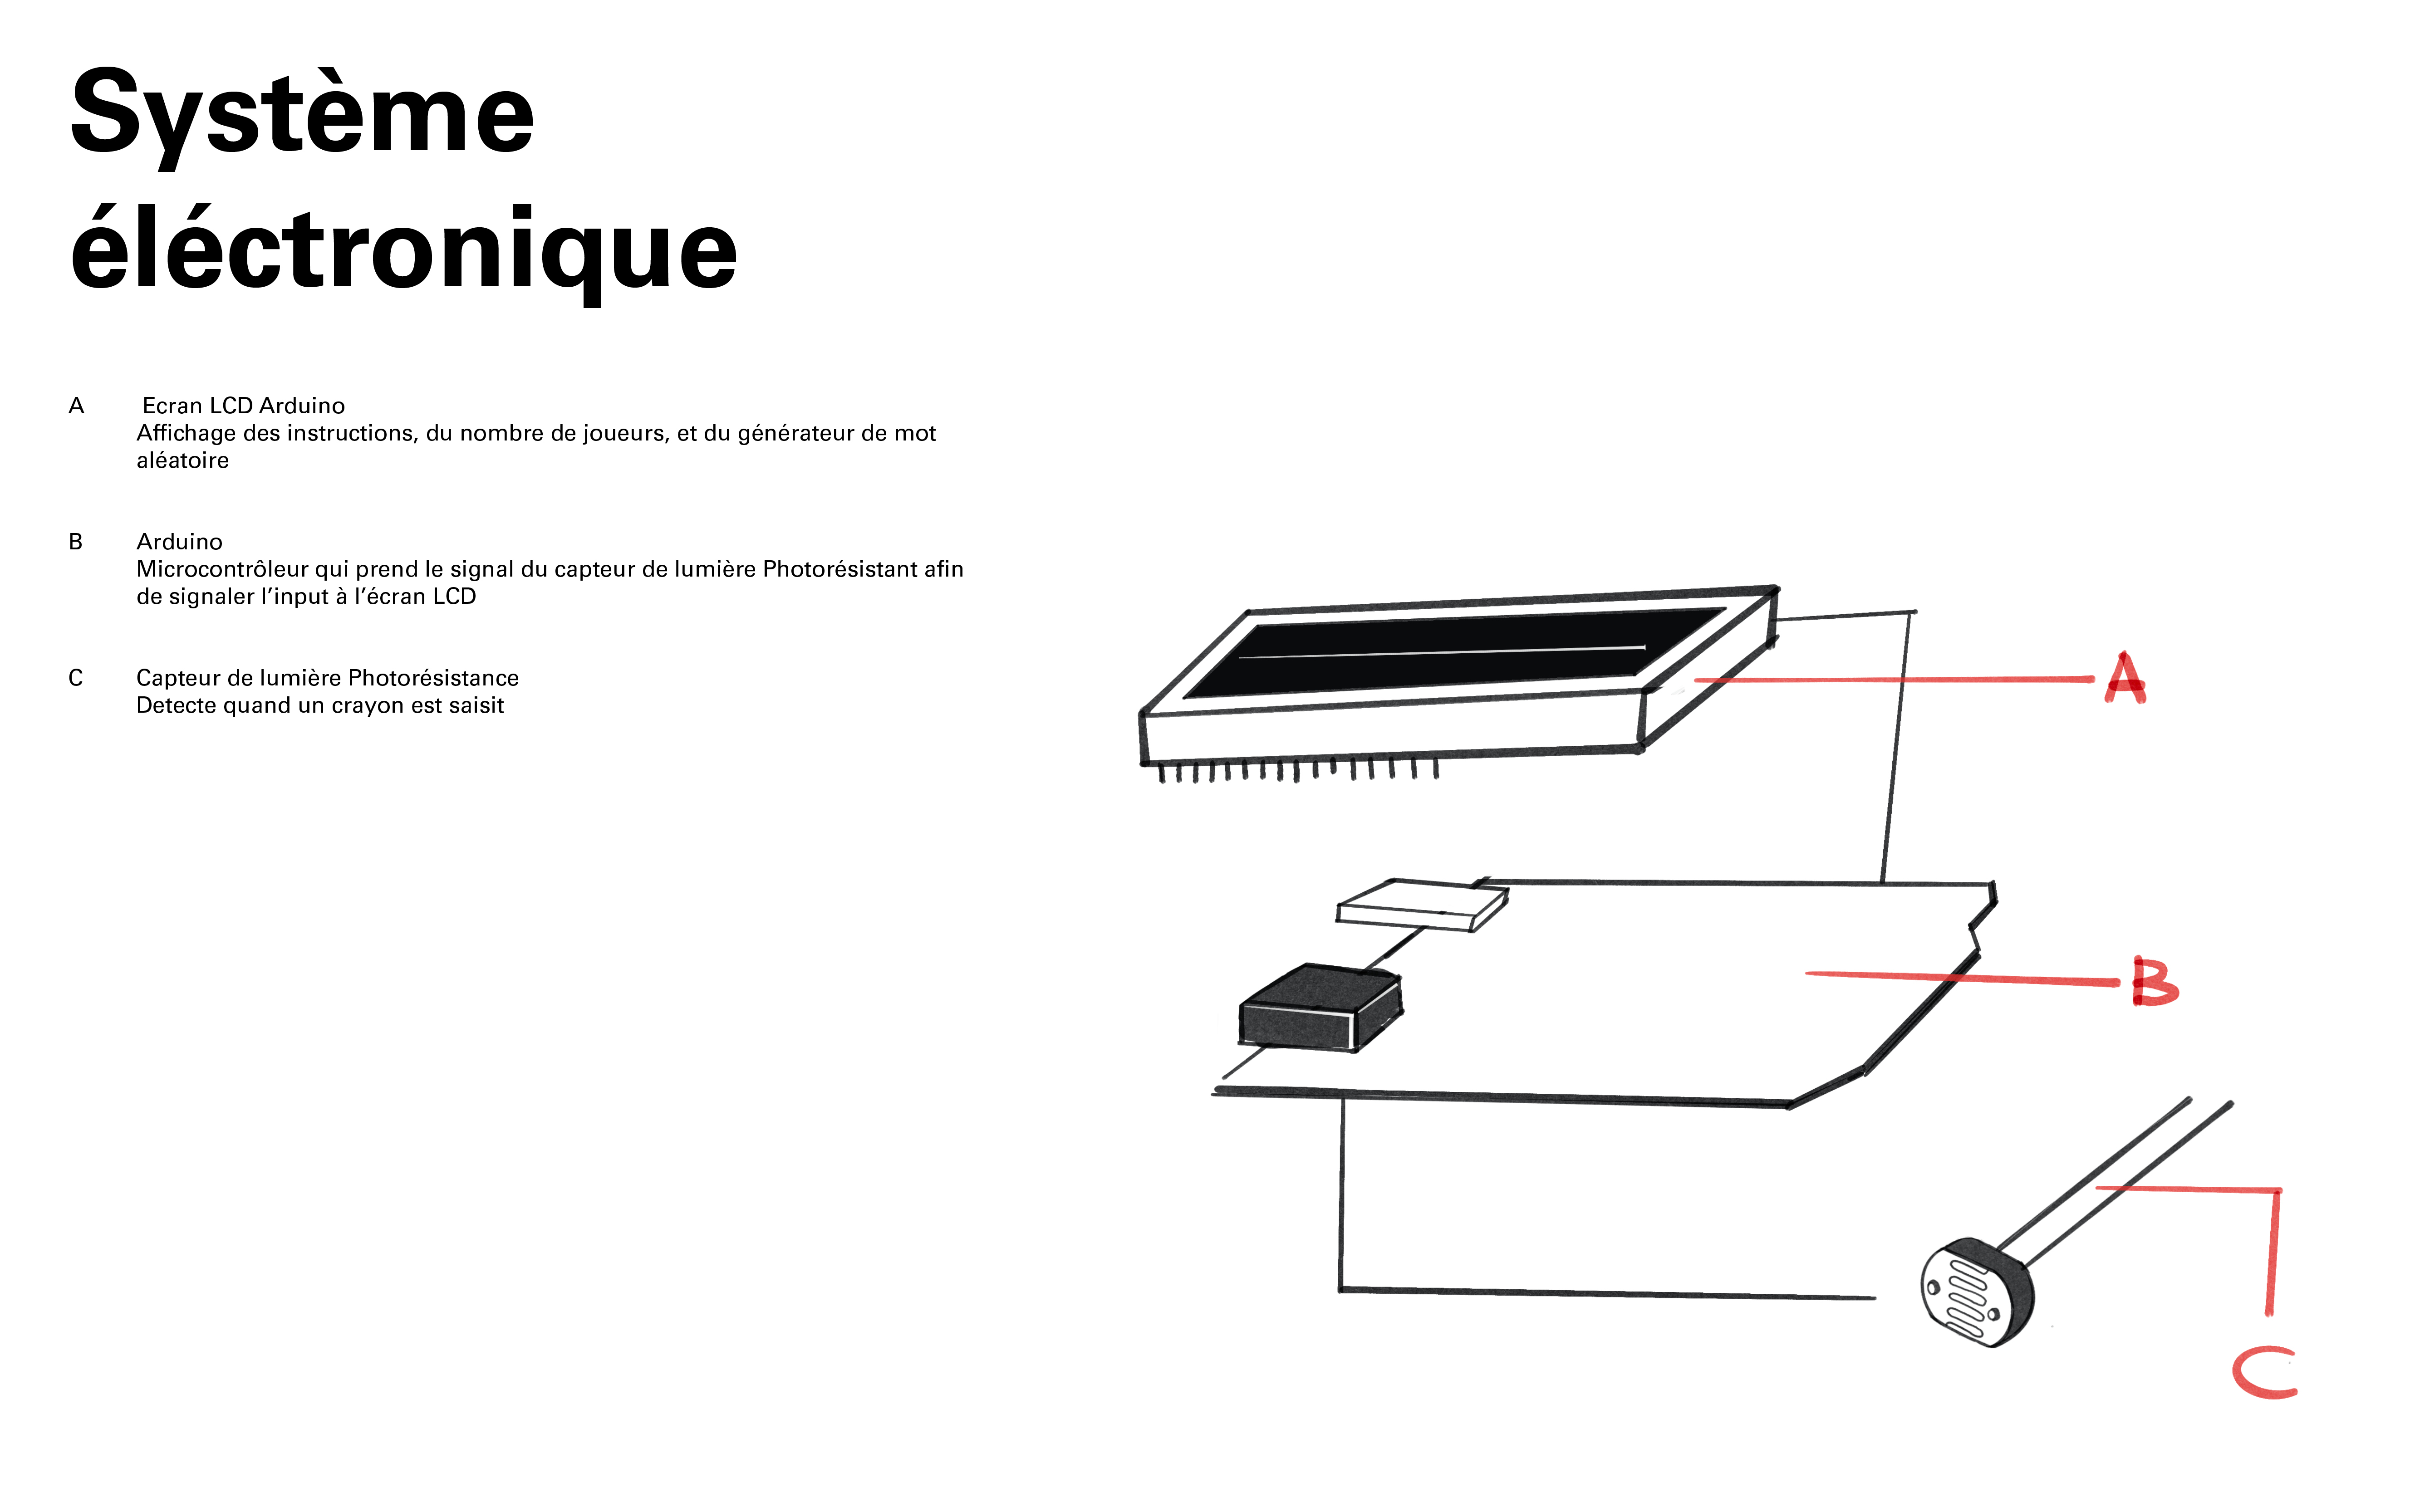 Système
éléctronique
A Ecran LCD Arduino
Affichage des instructions, du nombre de joueurs, et du générateur de mot
aléatoire
B Arduino
Microcontrôleur qui prend le signal du capteur de lumière Photorésistant afin
de signaler l’input à l’écran LCD
C Capteur de lumière Photorésistance
Detecte quand un crayon est saisit
A
B
C